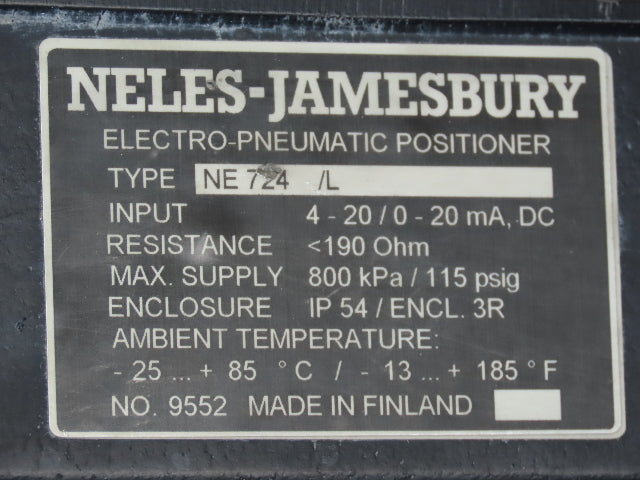 NELES-JAMESBURY
ELECTRO-PNEUMATIC POSITIONER
TYPE NE 724 /L
INPUT 4 - 20 / 0 - 20 mA, DC
RESISTANCE <190 Ohm
MAX. SUPPLY 800 kPa / 115 psig
ENCLOSURE IP 54 / ENCL. 3R
AMBIENT TEMPERATURE:
- 25 ... + 85 ° C / - 13 ... + 185 ° F
NO. 9552 MADE IN FINLAND